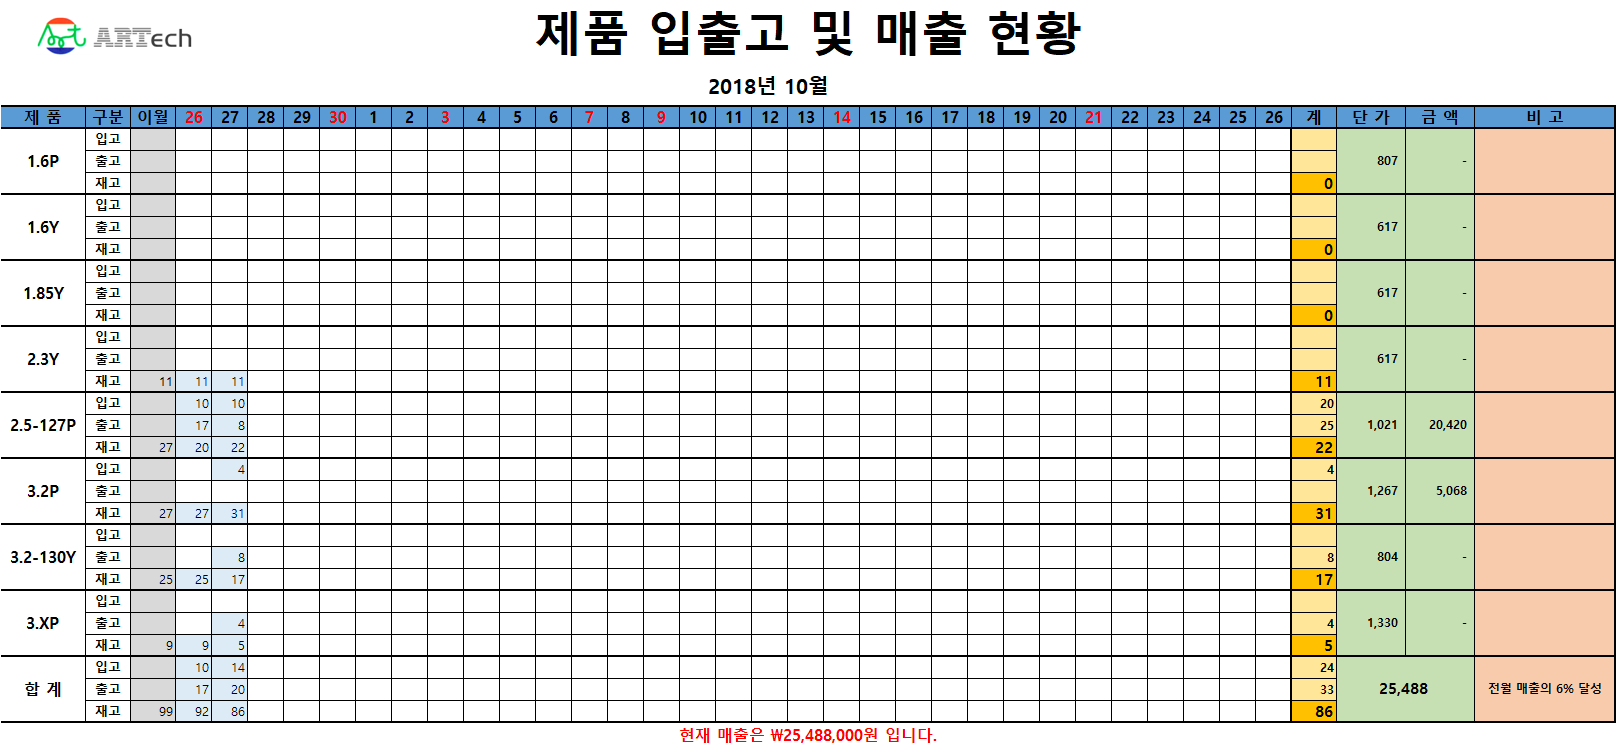 Art ARTech
제품 입출고 및 매출 현황
2018년 10월
제 품 구분 이월 26 27 28 29 30 1 2 3 4 5 6 7 8 9 10 11 12 13 14 15 16 17 18 19 20 21 22 23 24 25 26 계 단 가 금 액 비 고
입고
1.6P 출고 807 -
재고 0
입고
1.6Y 출고 617 -
재고 0
입고
1.85Y 출고 617 -
재고 0
입고
2.3Y 출고 617 -
재고 11 11 11 11
입고 10 10 20
2.5-127P 출고 17 8 25 1,021 20,420
재고 27 20 22 22
입고 4 4
3.2P 출고 1,267 5,068
재고 27 27 31 31
입고
3.2-130Y 출고 8 8 804 -
재고 25 25 17 17
입고
3.XP 출고 4 4 1,330 -
재고 9 9 5 5
입고 10 14 24
합 계 출고 17 20 33 25,488 전월 매출의 6% 달성
재고 99 92 86 86
현재 매출은 ₩25,488,000원 입니다.